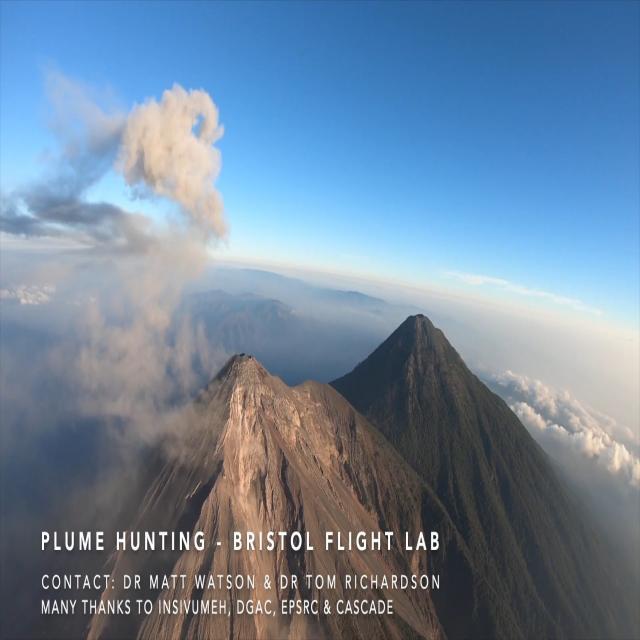 PLUME HUNTING - BRISTOL FLIGHT LAB
CONTACT: DR MATT WATSON & DR TOM RICHARDSON
MANY THANKS TO INSIVUMEH, DGAC, EPSRC & CASCADE